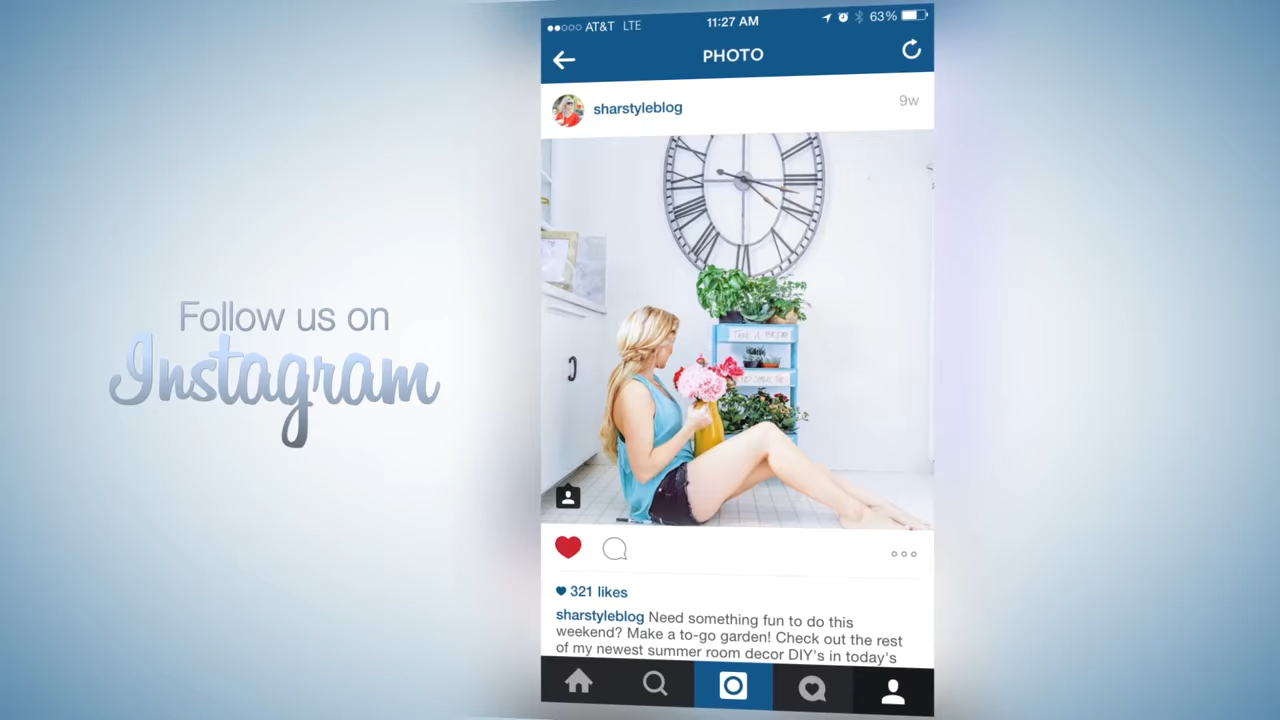 AT&T LTE 11:27 AM 63%
PHOTO
sharstyleblog 9w
TAKE A BREAK
Follow us on
Instagram
321 likes
sharstyleblog Need something fun to do this
weekend? Make a to-go garden! Check out the rest
of my newest summer room decor DIY's in today's